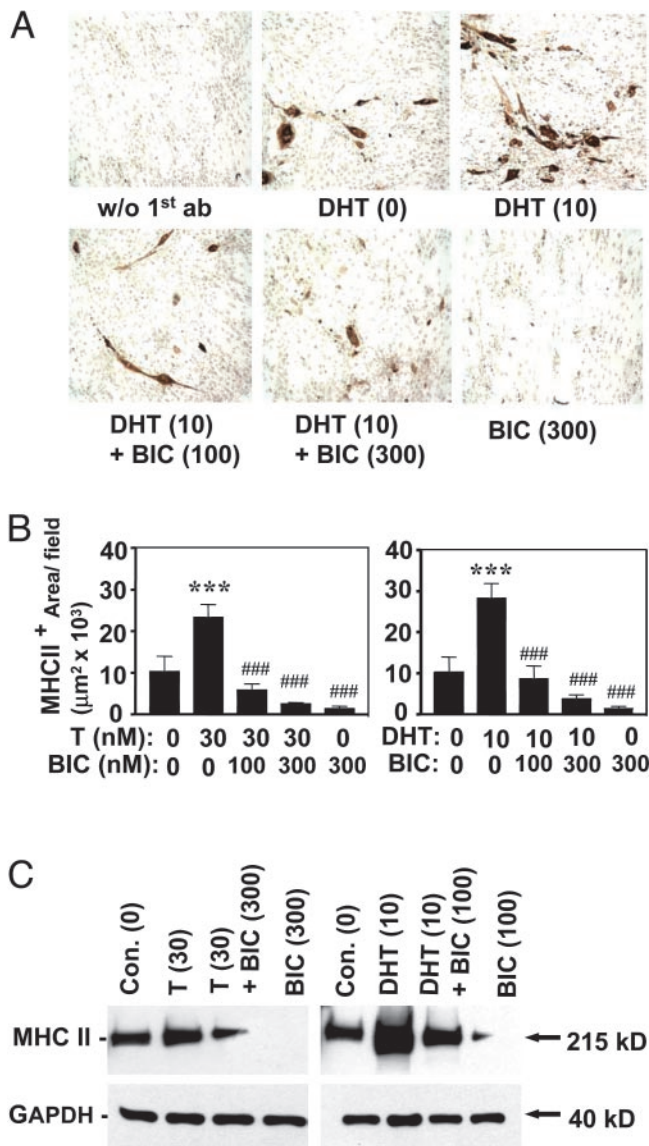 A
w/o 1st ab
DHT (0)
DHT (10)
DHT (10)
+ BIC (100)
DHT (10)
+ BIC (300)
BIC (300)
B
MHCII + Area/ field
(µm² x 10³)
40
30
20
10
0
***
###
###
###
T (nM): 0 30 30 30 0
BIC (nM) 0 0 100 300 300
40
30
20
10
0
***
###
###
###
DHT: 0 10 10 10 0
BIC: 0 0 100 300 300
C
Con. (0)
T (30)
T (30)
+ BIC (300)
BIC (300)
Con. (0)
DHT (10)
DHT (10)
+ BIC (100)
BIC (100)
MHC II -
215 kD
GAPDH -
40 kD